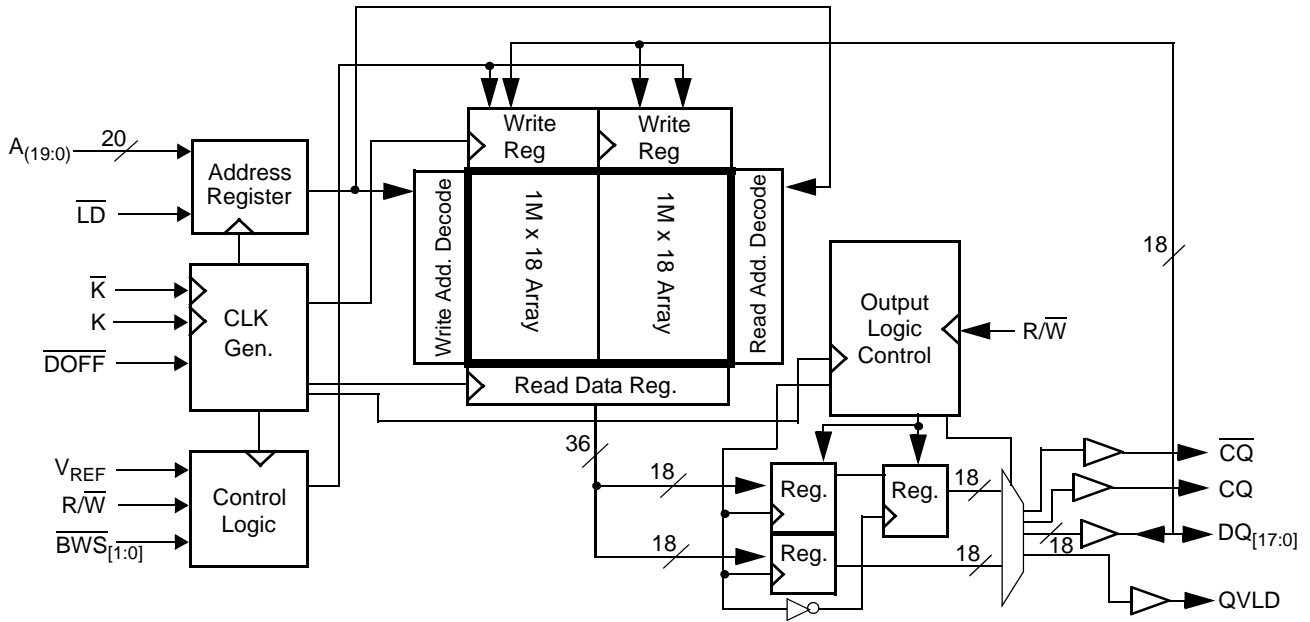 A(19:0)
20
LD
Address
Register
K
K
DOFF
CLK
Gen.
VREF
R/W
BWS[1:0]
Control
Logic
Write
Reg
Write
Reg
Write Add. Decode
1M x 18 Array
1M x 18 Array
Read Add. Decode
Read Data Reg.
36
18
18
Output
Logic
Control
R/W
18
Reg.
Reg.
Reg.
18
18
18
CQ
CQ
DQ[17:0]
QVLD